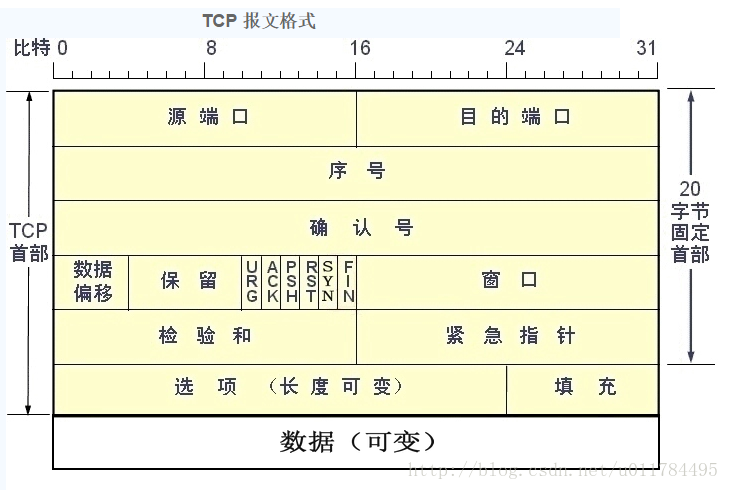 TCP 报文格式
比特 0 8 16 24 31
源 端 口 目 的 端 口
序 号
确 认 号
TCP
首部
20
字节
固定
首部
数据
偏移
保 留
URG
ACK
PSH
RST
SYN
FIN
窗 口
检 验 和 紧 急 指 针
选 项 （长 度 可 变） 填 充
数据（可变）
http://blog.csdn.net/u011784495